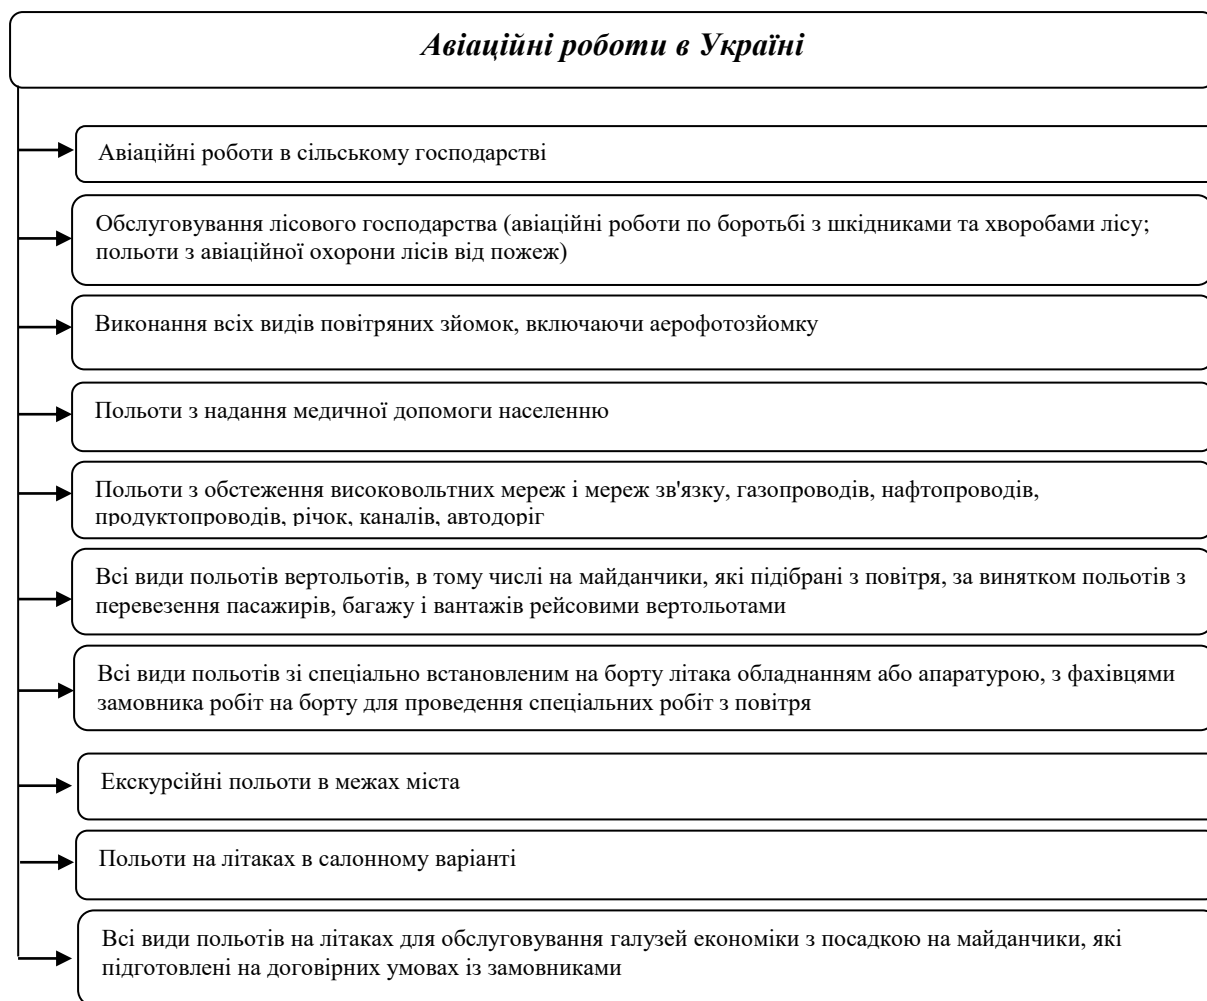 Авіаційні роботи в Україні
Авіаційні роботи в сільському господарстві
Обслуговування лісового господарства (авіаційні роботи по боротьбі з шкідниками та хворобами лісу;
польоти з авіаційної охорони лісів від пожеж)
Виконання всіх видів повітряних зйомок, включаючи аерофотозйомку
Польоти з надання медичної допомоги населенню
Польоти з обстеження високовольтних мереж і мереж зв'язку, газопроводів, нафтопроводів,
продуктопроводів, річок, каналів, автодоріг
Всі види польотів вертольотів, в тому числі на майданчики, які підібрані з повітря, за винятком польотів з
перевезення пасажирів, багажу і вантажів рейсовими вертольотами
Всі види польотів зі спеціально встановленим на борту літака обладнанням або апаратурою, з фахівцями
замовника робіт на борту для проведення спеціальних робіт з повітря
Екскурсійні польоти в межах міста
Польоти на літаках в салонному варіанті
Всі види польотів на літаках для обслуговування галузей економіки з посадкою на майданчики, які
підготовлені на договірних умовах із замовниками